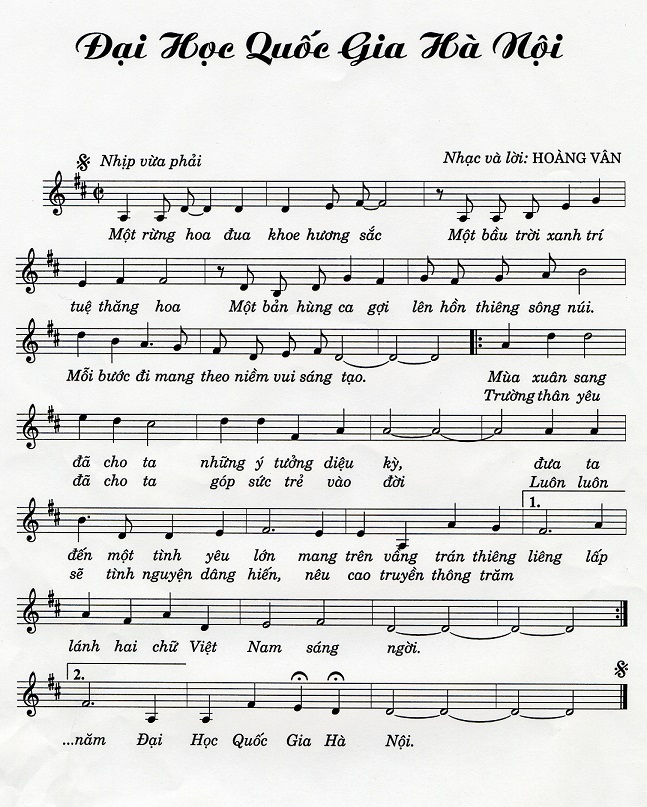 Đại Học Quốc Gia Hà Nội
Nhịp vừa phải
Nhạc và lời: HOÀNG VÂN
Một rừng hoa đua khoe hương sắc Một bầu trời xanh trí
tuệ thăng hoa Một bản hùng ca gợi lên hồn thiêng sông núi.
Mỗi bước đi mang theo niềm vui sáng tạo. Mùa xuân sang
Trường thân yêu
đã cho ta những ý tưởng diệu kỳ, đưa ta
đã cho ta góp sức trẻ vào đời Luôn luôn
1.
đến một tình yêu lớn mang trên vầng trán thiêng liêng lấp
sẽ tình nguyện dâng hiến, nêu cao truyền thông trăm
lánh hai chữ Việt Nam sáng ngời.
2.
...năm Đại Học Quốc Gia Hà Nội.